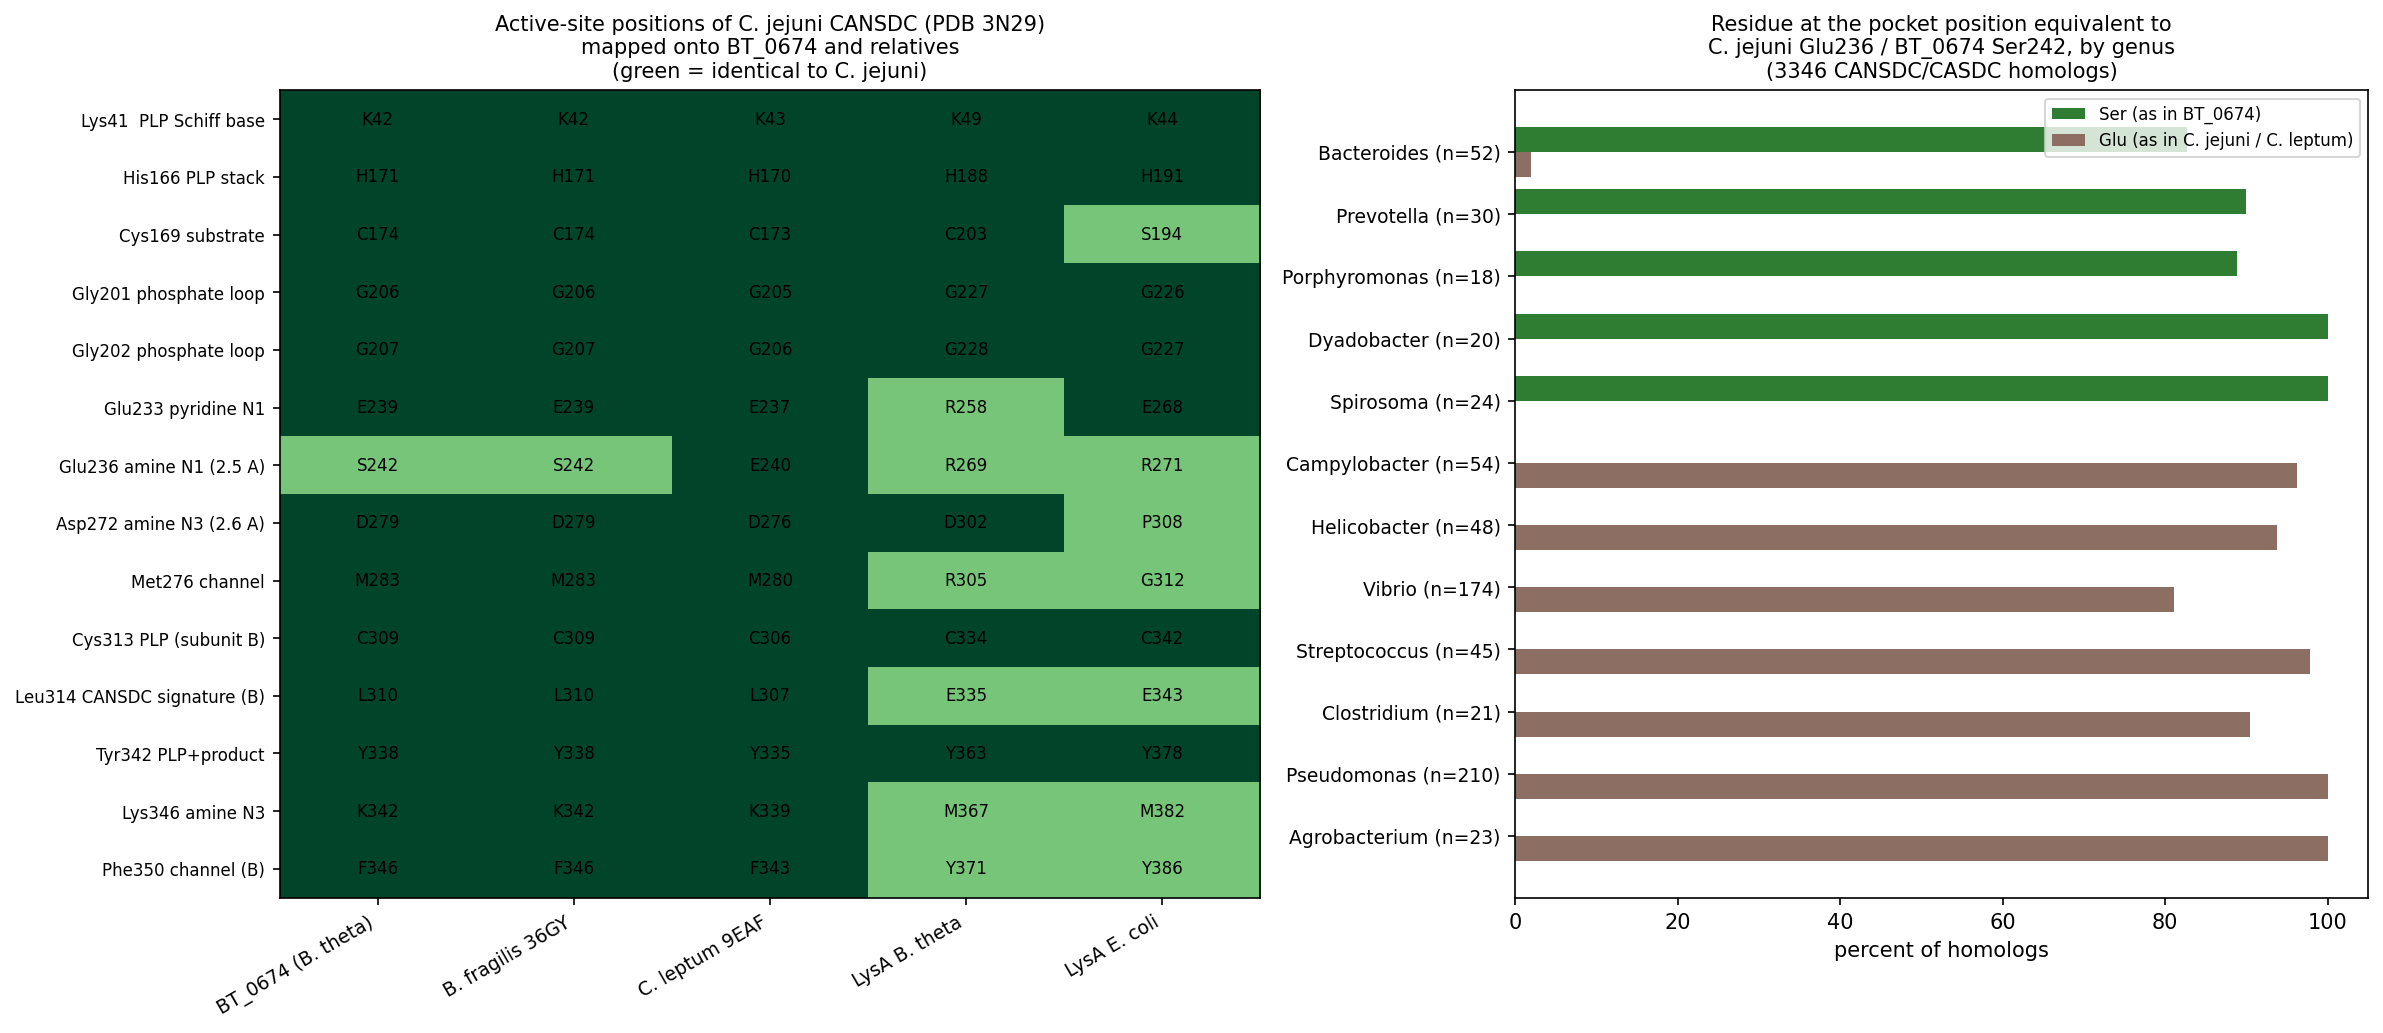 Active-site positions of C. jejuni CANSDC (PDB 3N29)
mapped onto BT_0674 and relatives
(green = identical to C. jejuni)
Lys41  PLP Schiff base K42 K42 K43 K49 K44
His166 PLP stack H171 H171 H170 H188 H191
Cys169 substrate C174 C174 C173 C203 S194
Gly201 phosphate loop G206 G206 G205 G227 G226
Gly202 phosphate loop G207 G207 G206 G228 G227
Glu233 pyridine N1 E239 E239 E237 R258 E268
Glu236 amine N1 (2.5 A) S242 S242 E240 R269 R271
Asp272 amine N3 (2.6 A) D279 D279 D276 D302 P308
Met276 channel M283 M283 M280 R305 G312
Cys313 PLP (subunit B) C309 C309 C306 C334 C342
Leu314 CANSDC signature (B) L310 L310 L307 E335 E343
Tyr342 PLP+product Y338 Y338 Y335 Y363 Y378
Lys346 amine N3 K342 K342 K339 M367 M382
Phe350 channel (B) F346 F346 F343 Y371 Y386
BT_0674 (B. theta)
B. fragilis 36GY
C. leptum 9EAF
LysA B. theta
LysA E. coli
Residue at the pocket position equivalent to
C. jejuni Glu236 / BT_0674 Ser242, by genus
(3346 CANSDC/CASDC homologs)
Ser (as in BT_0674)
Glu (as in C. jejuni / C. leptum)
Bacteroides (n=52)
Prevotella (n=30)
Porphyromonas (n=18)
Dyadobacter (n=20)
Spirosoma (n=24)
Campylobacter (n=54)
Helicobacter (n=48)
Vibrio (n=174)
Streptococcus (n=45)
Clostridium (n=21)
Pseudomonas (n=210)
Agrobacterium (n=23)
0 20 40 60 80 100
percent of homologs